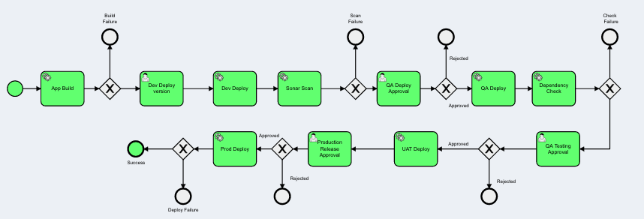 Build
Failure
Scan
Failure
Check
Failure
Rejected
App Build
Dev Deploy
version
Dev Deploy
Sonar Scan
QA Deploy
Approval
QA Deploy
Dependency
Check
Approved
Success
Prod Deploy
Approved
Production
Release
Approval
UAT Deploy
Approved
QA Testing
Approval
Deploy Failure
Rejected
Rejected